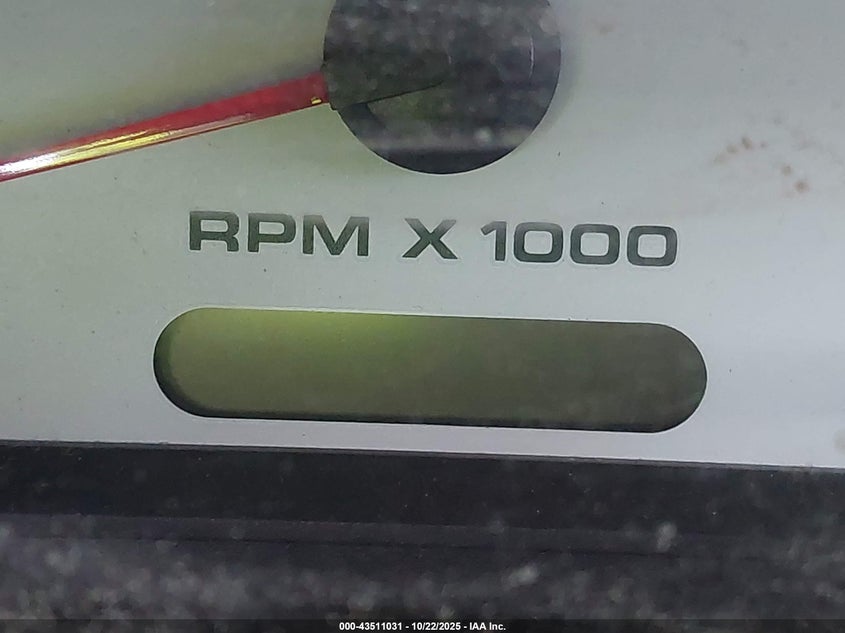 RPM X 1000
000-43511031 - 10/22/2025 - IAA Inc.